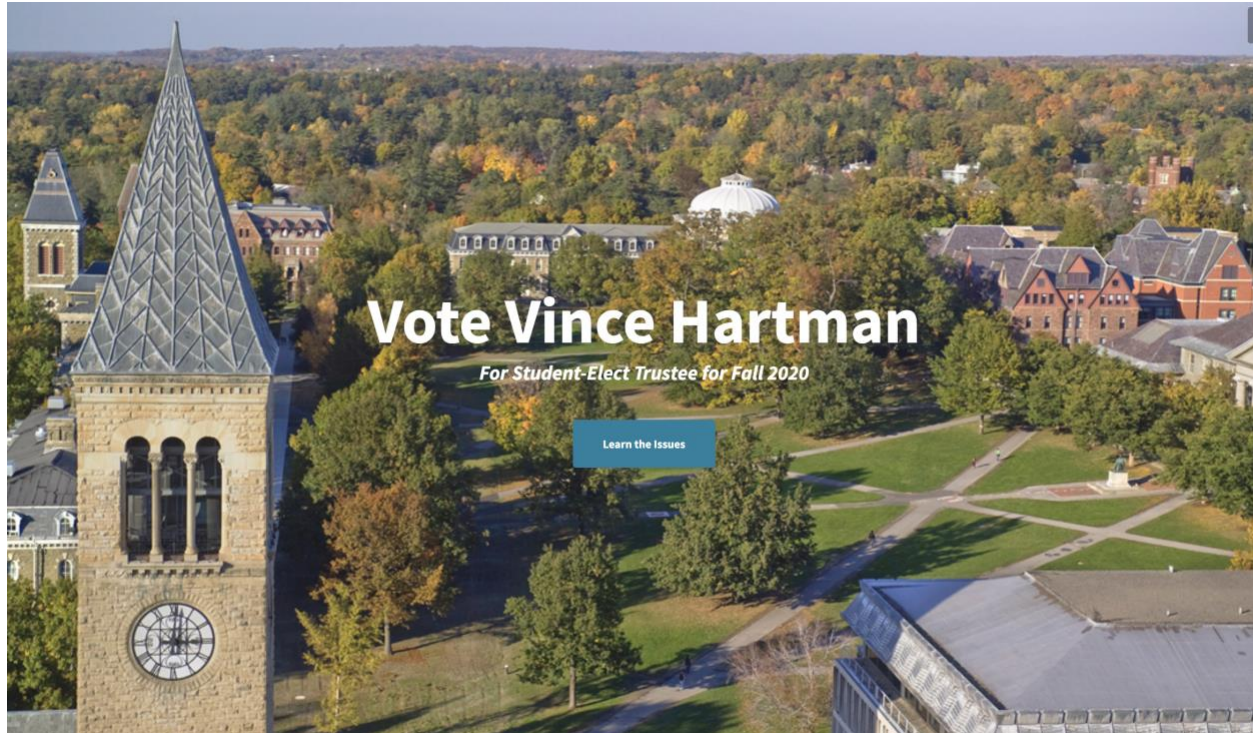 Vote Vince Hartman
For Student-Elect Trustee for Fall 2020
Learn the Issues